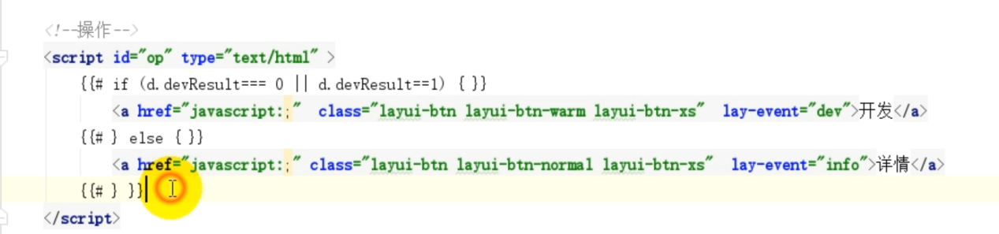 <!--操作-->
<script id="op" type="text/html" >
{{# if (d.devResult=== 0 || d.devResult==1) { }}
<a href="javascript:;"  class="layui-btn layui-btn-warm layui-btn-xs"  lay-event="dev">开发</a>
{{# } else { }}
<a href="javascript:;" class="layui-btn layui-btn-normal layui-btn-xs"  lay-event="info">详情</a>
{{# } }}
</script>